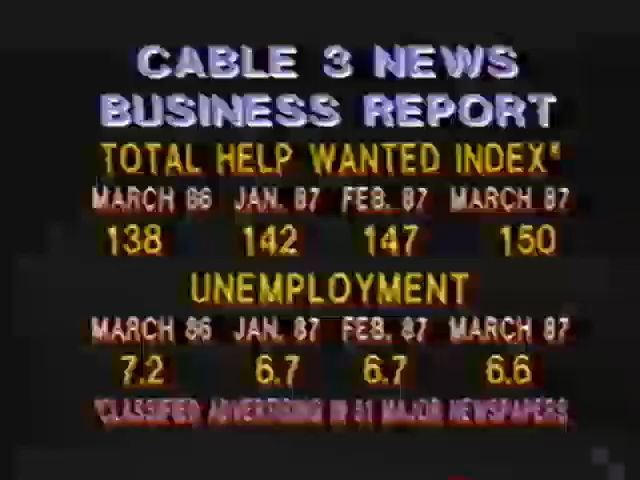 CABLE 3 NEWS
BUSINESS REPORT
TOTAL HELP WANTED INDEX*
MARCH 86 JAN. 87 FEB. 87 MARCH 87
138 142 147 150
UNEMPLOYMENT
MARCH 86 JAN. 87 FEB. 87 MARCH 87
7.2 6.7 6.7 6.6
*CLASSIFIED ADVERTISING IN 51 MAJOR NEWSPAPERS